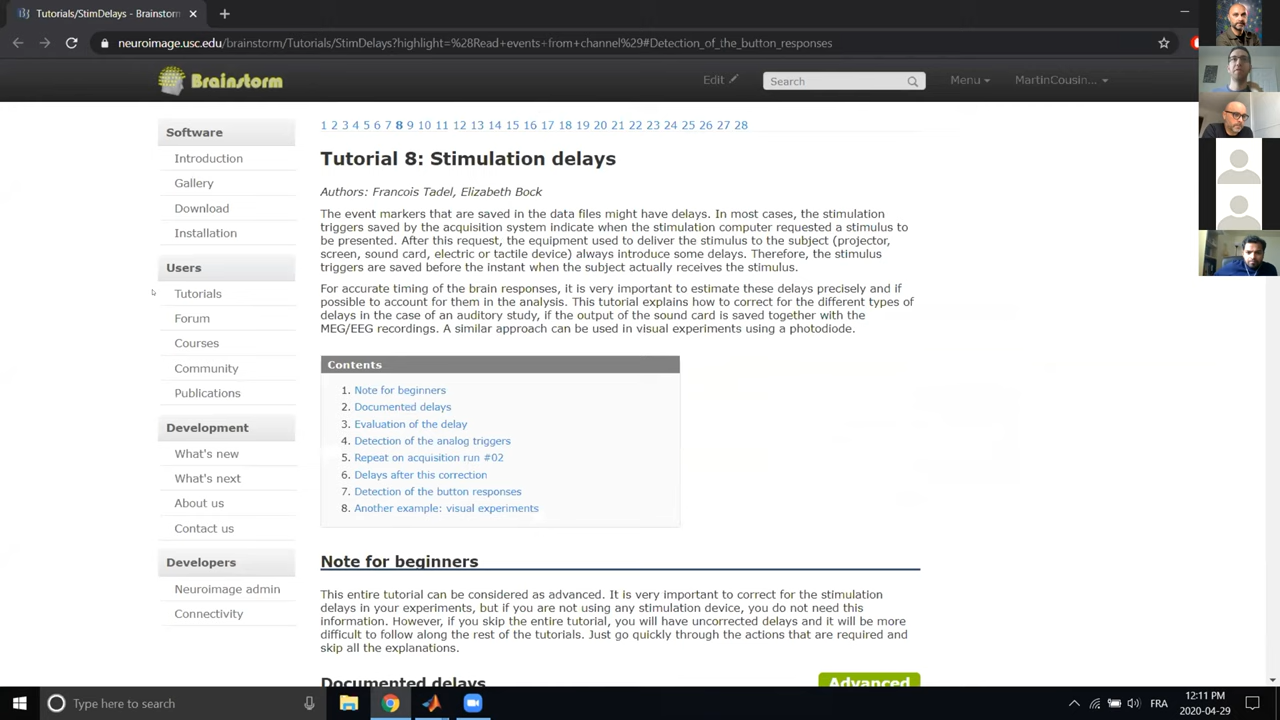 Tutorials/StimDelays - Brainstorm
neuroimage.usc.edu/brainstorm/Tutorials/StimDelays?highlight=%28Read+events+from+channel%29#Detection_of_the_button_responses
Brainstorm
Edit
Search
Menu
MartinCousin...
Software
Introduction
Gallery
Download
Installation
Users
Tutorials
Forum
Courses
Community
Publications
Development
What's new
What's next
About us
Contact us
Developers
Neuroimage admin
Connectivity
1 2 3 4 5 6 7 8 9 10 11 12 13 14 15 16 17 18 19 20 21 22 23 24 25 26 27 28
Tutorial 8: Stimulation delays
Authors: Francois Tadel, Elizabeth Bock
The event markers that are saved in the data files might have delays. In most cases, the stimulation
triggers saved by the acquisition system indicate when the stimulation computer requested a stimulus to
be presented. After this request, the equipment used to deliver the stimulus to the subject (projector,
screen, sound card, electric or tactile device) always introduce some delays. Therefore, the stimulus
triggers are saved before the instant when the subject actually receives the stimulus.
For accurate timing of the brain responses, it is very important to estimate these delays precisely and if
possible to account for them in the analysis. This tutorial explains how to correct for the different types of
delays in the case of an auditory study, if the output of the sound card is saved together with the
MEG/EEG recordings. A similar approach can be used in visual experiments using a photodiode.
Contents
1. Note for beginners
2. Documented delays
3. Evaluation of the delay
4. Detection of the analog triggers
5. Repeat on acquisition run #02
6. Delays after this correction
7. Detection of the button responses
8. Another example: visual experiments
Note for beginners
This entire tutorial can be considered as advanced. It is very important to correct for the stimulation
delays in your experiments, but if you are not using any stimulation device, you do not need this
information. However, if you skip the entire tutorial, you will have uncorrected delays and it will be more
difficult to follow along the rest of the tutorials. Just go quickly through the actions that are required and
skip all the explanations.
Documented delays
Advanced
Type here to search
FRA
12:11 PM
2020-04-29